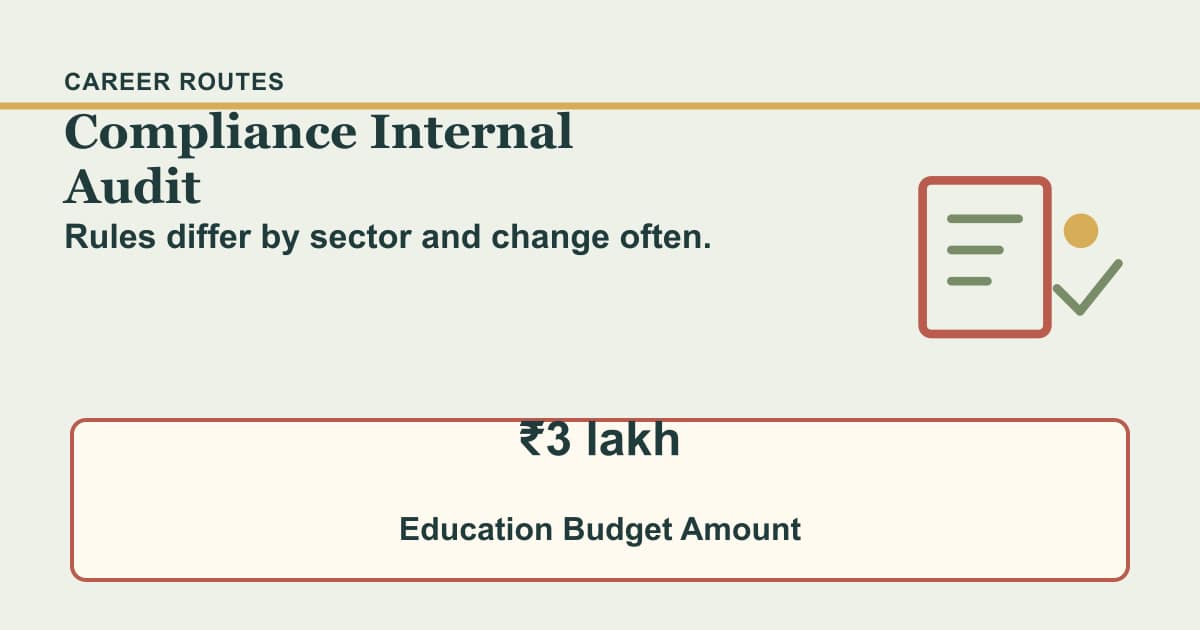 CAREER ROUTES
Compliance Internal
Audit
Rules differ by sector and change often.
₹3 lakh
Education Budget Amount